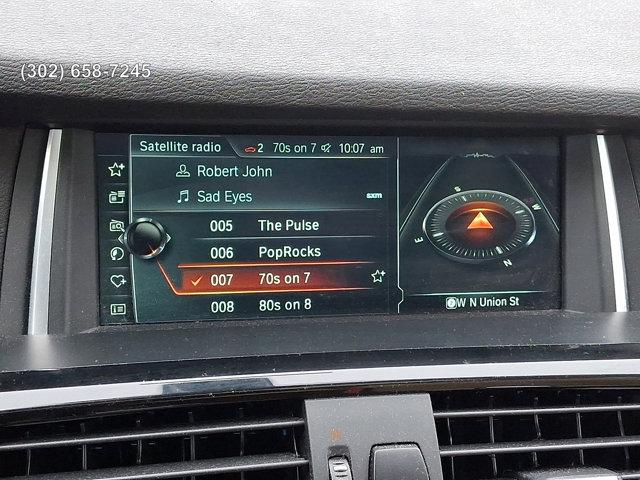 (302) 658-7245
Satellite radio 2 70s on 7 10:07 am
Robert John
Sad Eyes sxm
005 The Pulse
006 PopRocks
007 70s on 7
008 80s on 8
S
W
E
N
W N Union St